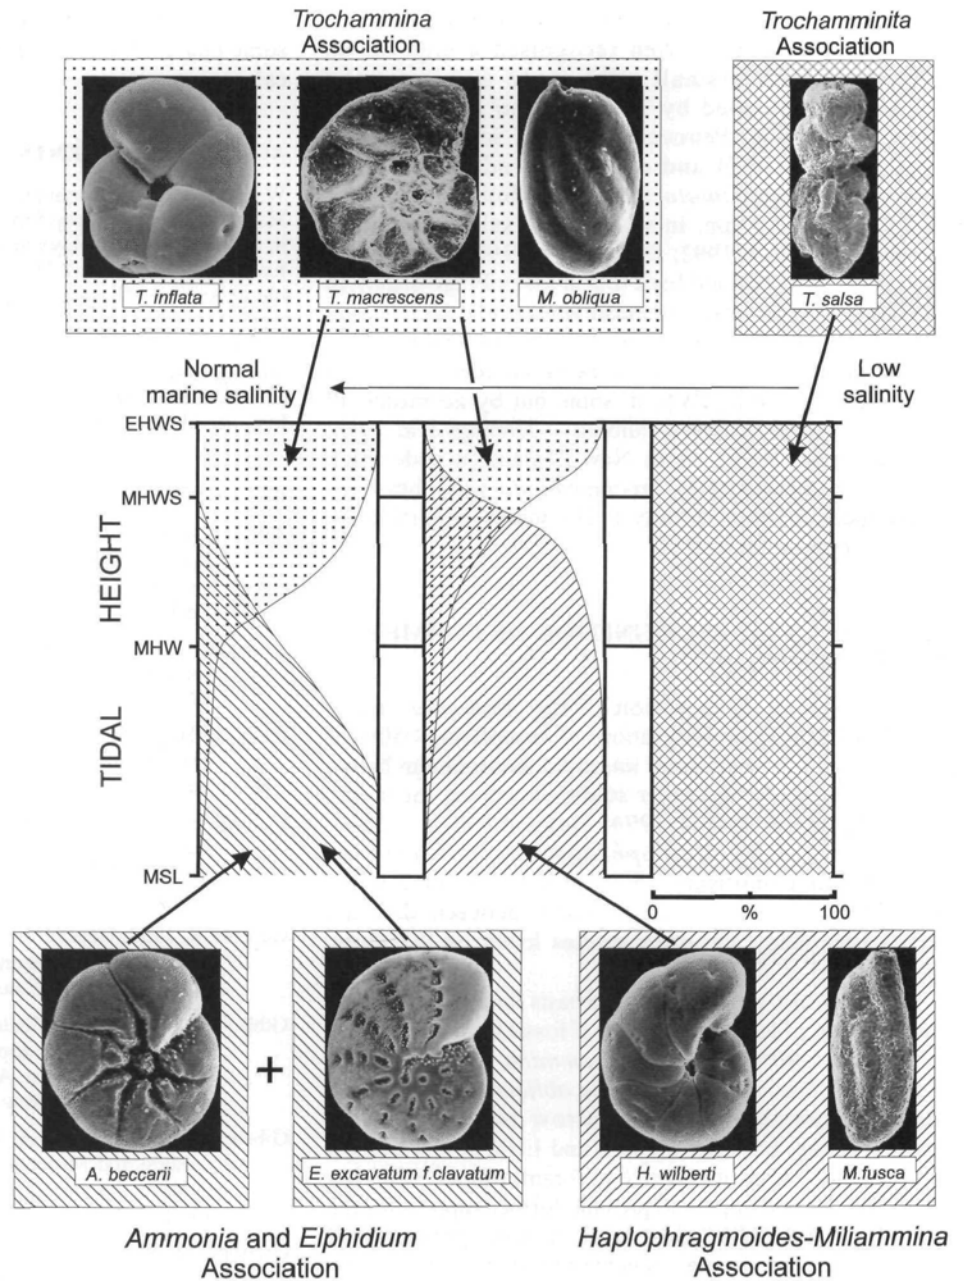 Trochammina
Association
Trochamminita
Association
T. inflata
T. macrescens
M. obliqua
T. salsa
Normal
marine salinity
Low
salinity
EHWS
MHWS
MHW
MSL
TIDAL HEIGHT
0 % 100
A. beccarii
+
E. excavatum f.clavatum
H. wilberti
M.fusca
Ammonia and Elphidium
Association
Haplophragmoides-Miliammina
Association